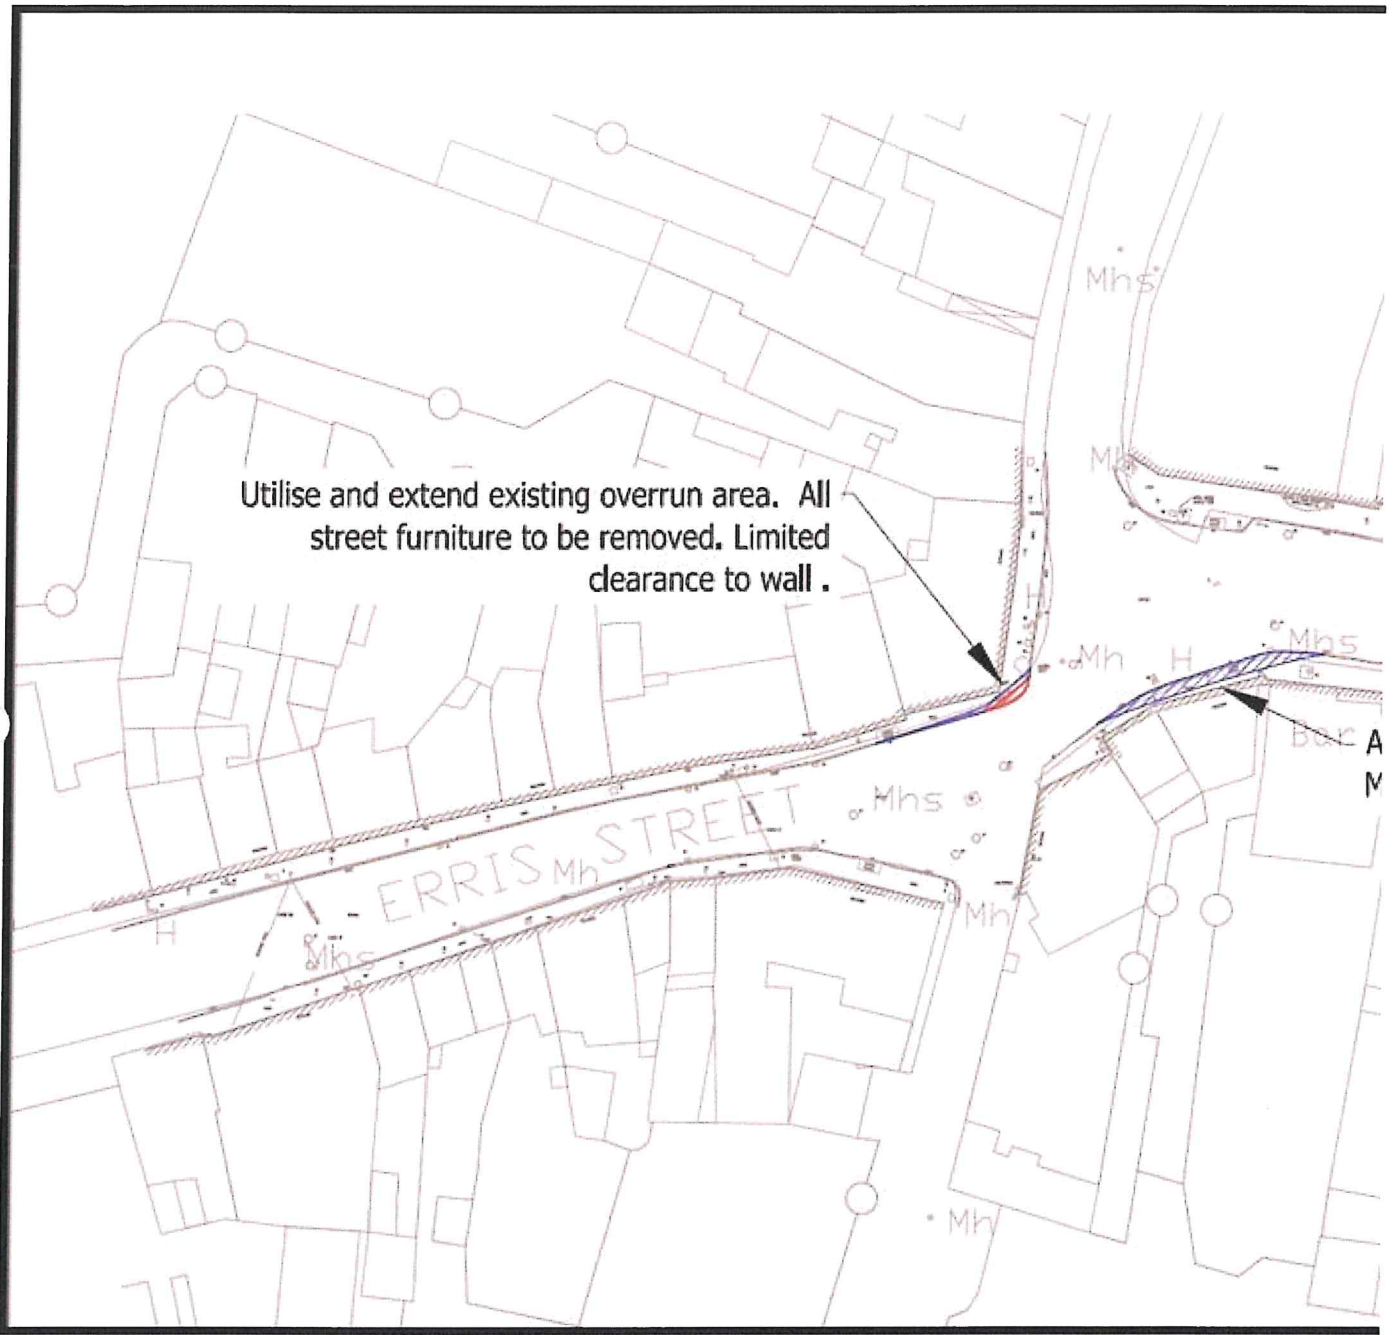 Mhs
Mh
Utilise and extend existing overrun area. All
street furniture to be removed. Limited
clearance to wall .
H
Mh
H
Mhs
Bar
A
M
Mhs
ERRIS STREET
Mh
Mh
H
Mhs
Mh